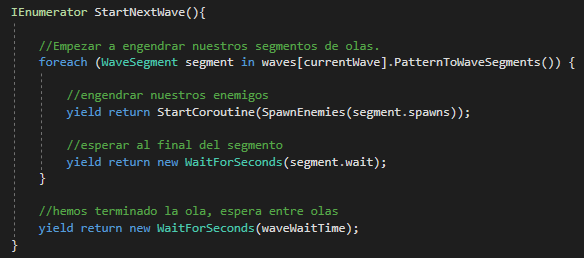 IEnumerator StartNextWave(){
//Empezar a engendrar nuestros segmentos de olas.
foreach (WaveSegment segment in waves[currentWave].PatternToWaveSegments()) {
//engendrar nuestros enemigos
yield return StartCoroutine(SpawnEnemies(segment.spawns));
//esperar al final del segmento
yield return new WaitForSeconds(segment.wait);
}
//hemos terminado la ola, espera entre olas
yield return new WaitForSeconds(waveWaitTime);
}